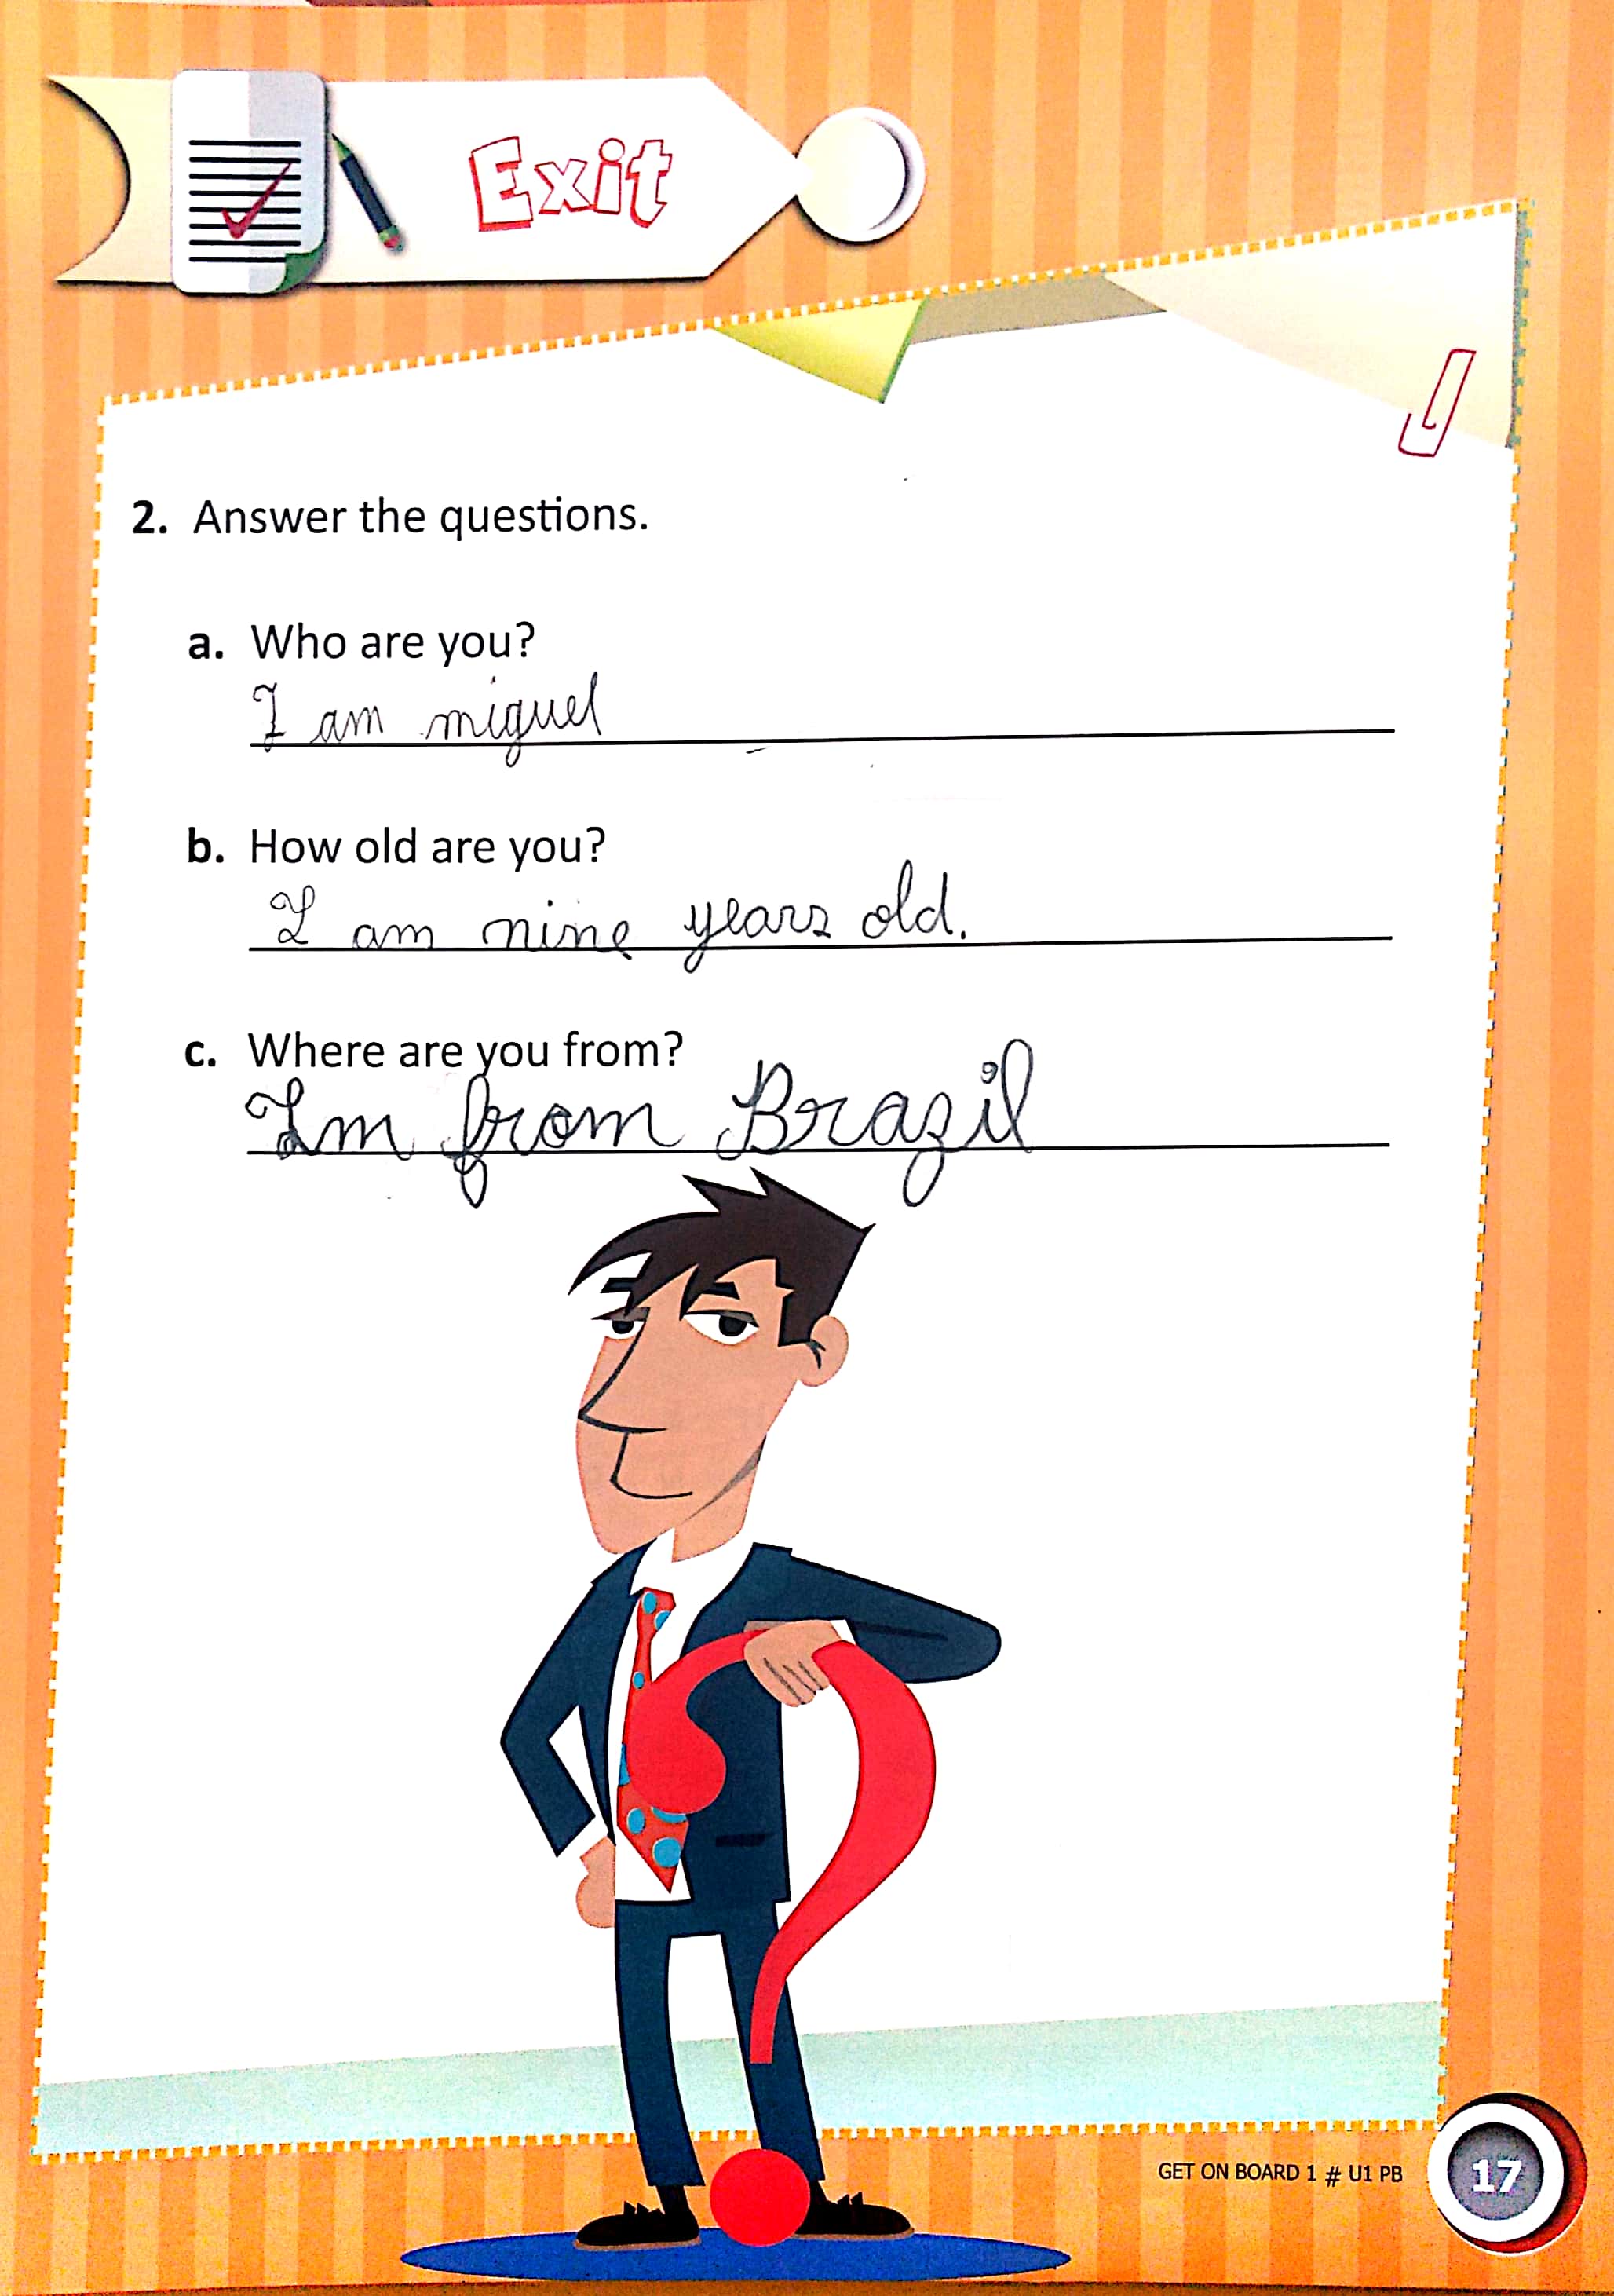 Exit
2. Answer the questions.
a. Who are you?
I am miguel
b. How old are you?
I am nine years old.
c. Where are you from?
Im from Brazil
GET ON BOARD 1 # U1 PB
17